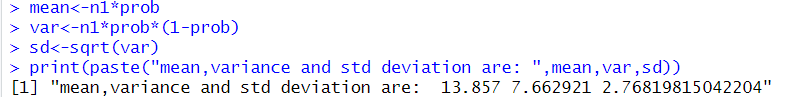 > mean<-n1*prob
> var<-n1*prob*(1-prob)
> sd<-sqrt(var)
> print(paste("mean,variance and std deviation are: ",mean,var,sd))
[1] "mean,variance and std deviation are:  13.857 7.662921 2.76819815042204"